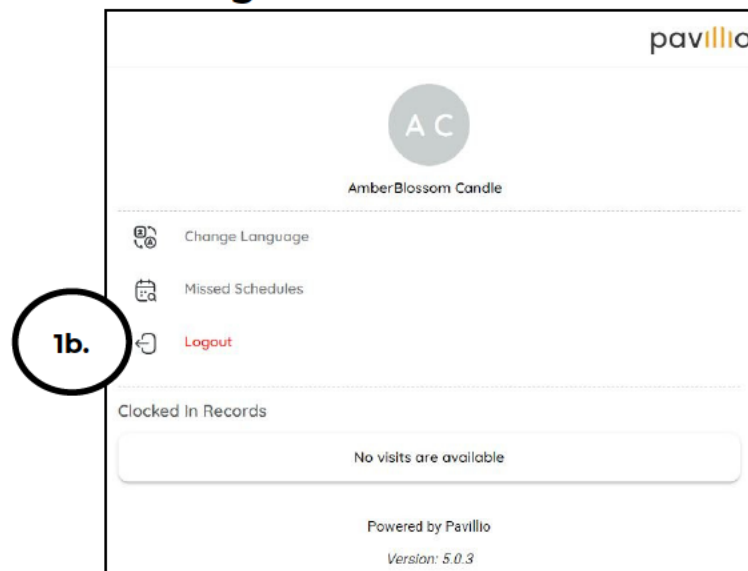 pavillio
A C
AmberBlossom Candle
Change Language
Missed Schedules
1b.
Logout
Clocked In Records
No visits are available
Powered by Pavillio
Version: 5.0.3